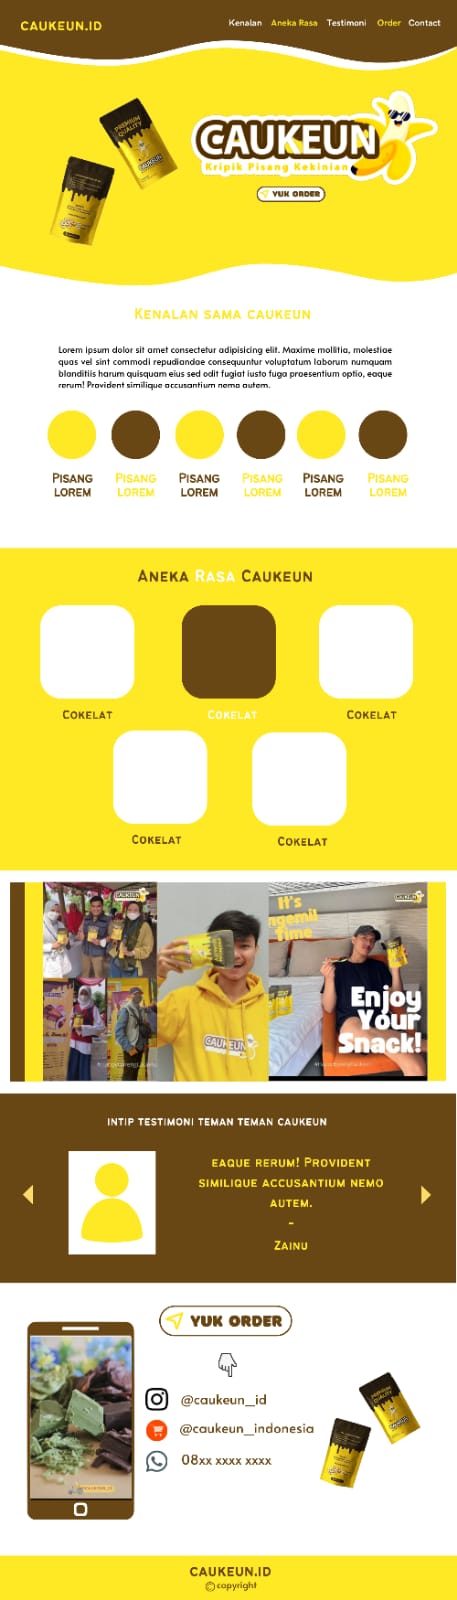 CAUKEUN.ID
Kenalan Aneka Rasa Testimoni Order Contact
PREMIUM
QUALITY
CAUKEUN
Kripik Pisang Kekinian
YUK ORDER
Kenalan sama caukeun
Lorem ipsum dolor sit amet consectetur adipisicing elit. Maxime mollitia, molestiae
quas vel sint commodi repudiandae consequuntur voluptatum laborum numquam
blanditiis harum quisquam eius sed odit fugiat iusto fuga praesentium optio, eaque
rerum! Provident similique accusantium nemo autem.
Pisang Pisang Pisang Pisang Pisang Pisang
lorem lorem lorem lorem lorem lorem
Aneka Rasa Caukeun
Cokelat Cokelat Cokelat
Cokelat Cokelat
CAUKEUN
It's
ngemil
Time
CAUKEUN
Enjoy
Your
Snack!
intip testimoni teman teman caukeun
eaque rerum! Provident
similique accusantium nemo
autem.
-
Zainu
YUK ORDER
@caukeun_id
@caukeun_indonesia
08xx xxxx xxxx
PREMIUM
QUALITY
CAUKEUN.ID
© copyright